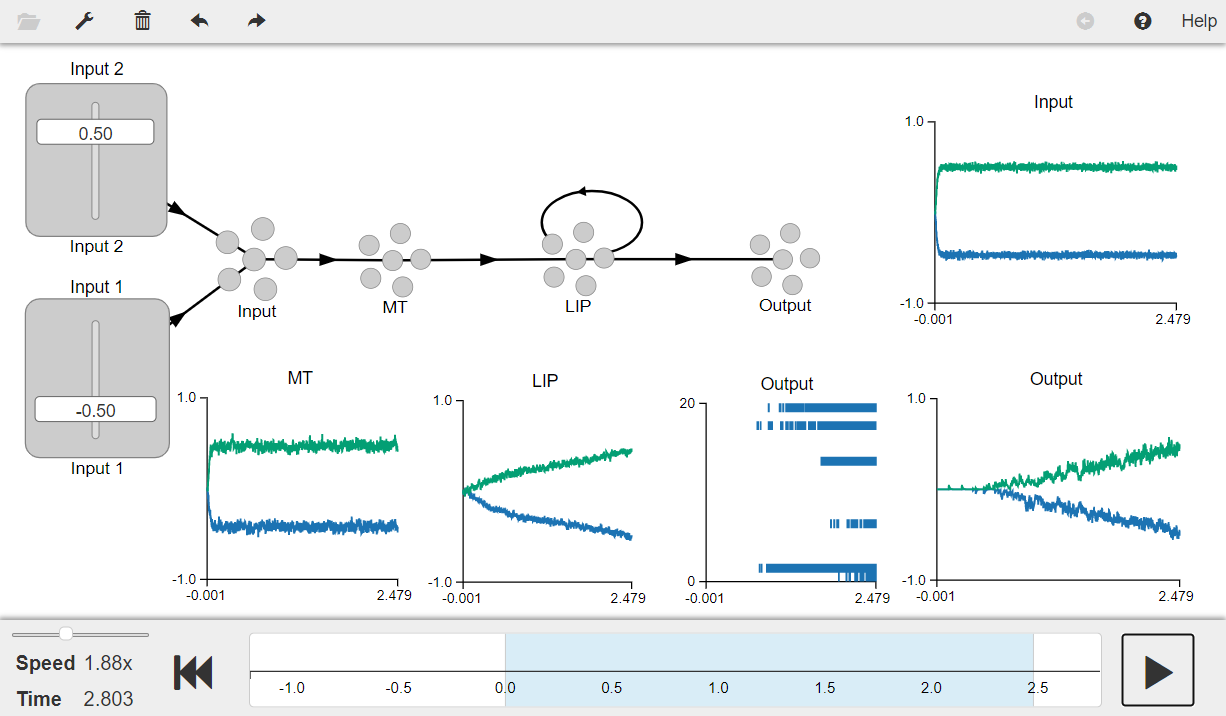 Help
Input 2
0.50
Input 2
Input 1
-0.50
Input 1
Input
MT
LIP
Output
Input
1.0
-1.0
-0.001
2.479
MT
1.0
-1.0
-0.001
2.479
LIP
1.0
-1.0
-0.001
2.479
Output
20
0
-0.001
2.479
Output
1.0
-1.0
-0.001
2.479
Speed 1.88x
Time 2.803
-1.0 -0.5 0.0 0.5 1.0 1.5 2.0 2.5